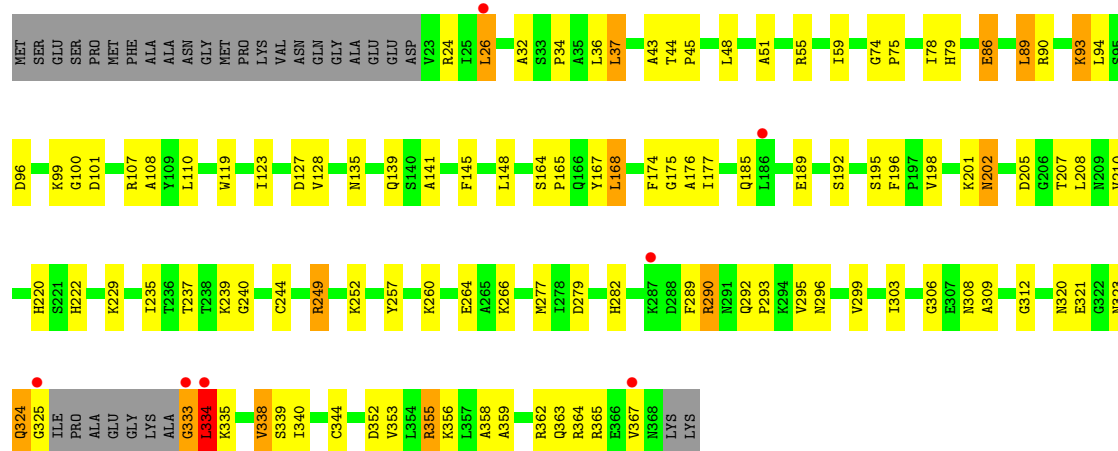 MET SER GLU SER PRO MET PHE ALA ALA ASN GLY MET PRO LYS VAL ASN GLN GLY ALA GLU GLU ASP V23 R24 I25 L26 A32 S33 P34 A35 L36 L37 A43 T44 P45 L48 A51 R55 I59 G74 P75 I78 H79 E86 L89 R90 K93 L94 S95
D96 K99 G100 D101 R107 A108 Y109 L110 W119 I123 D127 V128 N135 Q139 S140 A141 F145 L148 S164 P165 Q166 Y167 L168 F174 G175 A176 I177 Q185 L186 E189 S192 S195 F196 P197 V198 K201 N202 D205 G206 T207 L208 N209 V210
H220 S221 H222 K229 I235 T236 T237 T238 K239 G240 C244 R249 K252 Y257 K260 E264 A265 K266 M277 I278 D279 H282 K287 D288 F289 R290 N291 Q292 P293 K294 V295 N296 V299 I303 G306 E307 N308 A309 G312 N320 E321 G322 N323
Q324 G325 ILE PRO ALA GLU GLY LYS ALA G333 L334 K335 V338 S339 I340 C344 D352 V353 L354 R355 K356 L357 A358 A359 R362 Q363 R364 R365 E366 V367 N368 LYS LYS